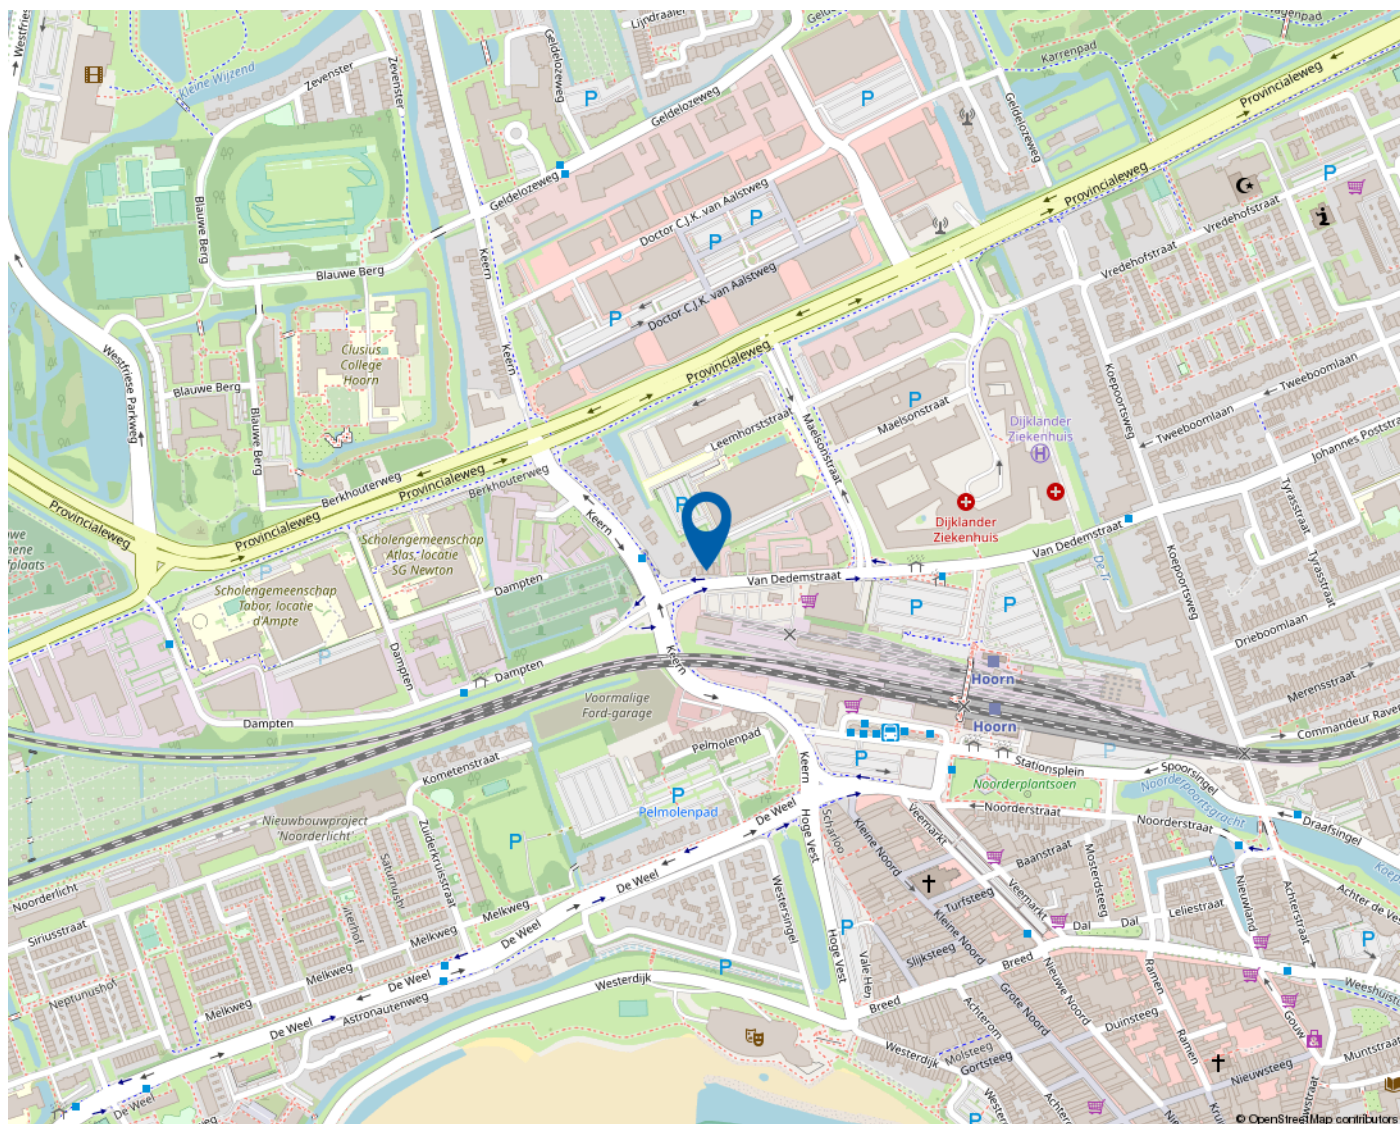 Lijndraaier
Karrenpad
Kleine Wijzend
Zevenster
Zevenster
Geldelozeweg
Geldelozeweg
Geldelozeweg
Provincialeweg
P
P
P
Geldelozeweg
Provincialeweg
Vredehofstraat
Vredehofstraat
Blauwe Berg
Doctor C.J.K. van Aalstweg
P
P
Keern
Blauwe Berg
Doctor C.J.K. van Aalstweg
P
Clusius
College
Hoorn
Keern
Westfriese Parkweg
Provincialeweg
Koepoortsweg
Tweeboomlaan
Tweeboomlaan
Blauwe Berg
Blauwe Berg
P
Maelsonstraat
Maelsonstraat
Leemhorststraat
Dijklander
Ziekenhuis
H
Johannes Poststra
Berkhouterweg
Provincialeweg
Berkhouterweg
Provincialeweg
Provincialeweg
Keern
P
Dijklander
Ziekenhuis
Van Dedemstraat
Tyrasstraat
Tyrasstraat
Scholengemeenschap
Atlas, locatie
SG Newton
P
Scholengemeenschap
Tabor, locatie
d'Ampte
P
Dampten
Van Dedemstraat
P
P
Koepoortsweg
Drieboomlaan
Dampten
Dampten
Keern
Hoorn
Hoorn
Merensstraat
Commandeur Raven
Dampten
Voormalige
Ford-garage
Pelmolenpad
P
Keern
P
Stationsplein
Spoorsingel
Kometenstraat
P
Pelmolenpad
De Weel
Noorderplantsoen
Noorderpoortsgracht
Draafsingel
Nieuwbouwproject
'Noorderlicht'
Zuiderkruisstraat
P
Hoge Vest
Scharloo
Kleine Noord
Veemarkt
Noorderstraat
Noorderstraat
Baanstraat
Mosterdsteeg
Noorderlicht
Saturnusstr
De Weel
Turfsteeg
Veemarkt
Nieuwland
Achterstraat
Siriusstraat
Melkweg
Melkweg
De Weel
Westersingel
Kleine Noord
P
Dal
Dal
Leliestraat
P
Slijksteeg
Hoge Vest
Vale Hen
Breed
Melkweg
De Weel
P
Neptunushof
Melkweg
Astronautenweg
Westerdijk
Breed
Achterom
Grote Noord
Nieuwe Noord
Ramen
Ramen
Gouw
De Weel
Duinsteeg
Westerdijk
Molsteeg
Gortsteeg
Muntstraat
Nieuwsteeg
De Weel
P
© OpenStreetMap contributors